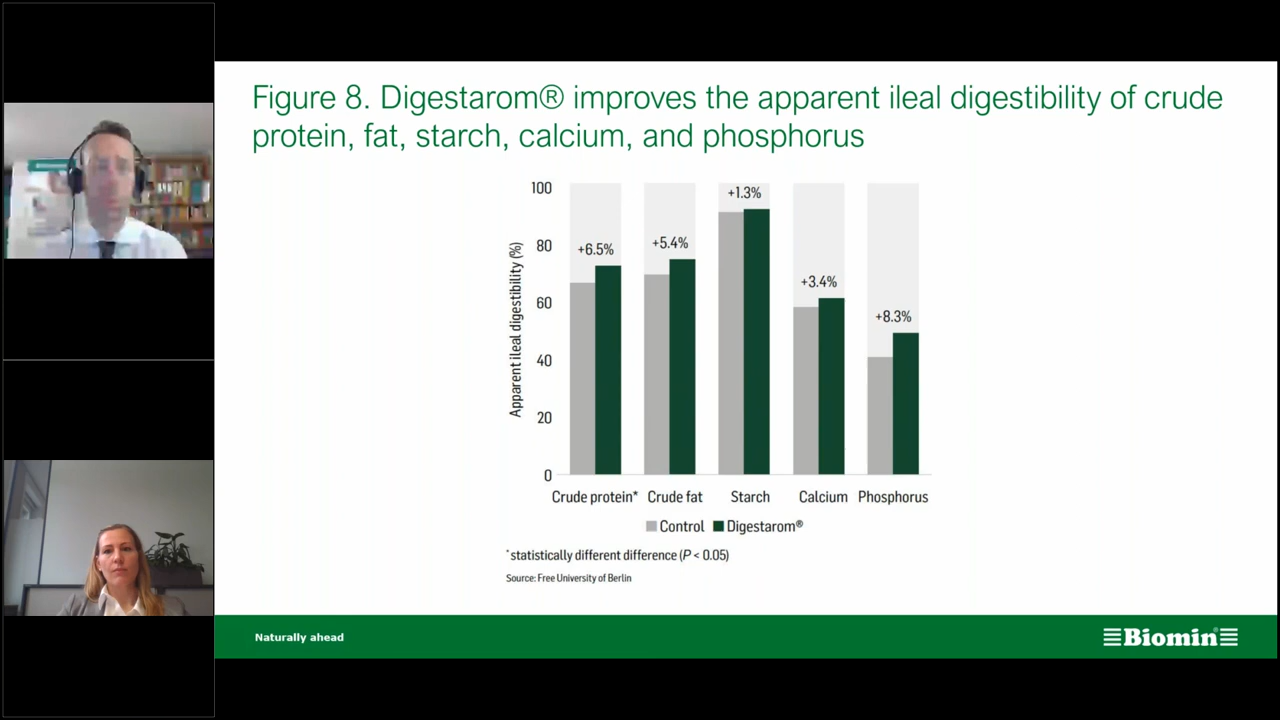 Figure 8. Digestarom® improves the apparent ileal digestibility of crude
protein, fat, starch, calcium, and phosphorus
Apparent ileal digestibility (%)
100
80
60
40
20
0
+6.5%
+5.4%
+1.3%
+3.4%
+8.3%
Crude protein* Crude fat Starch Calcium Phosphorus
Control Digestarom®
*statistically different difference (P < 0.05)
Source: Free University of Berlin
Naturally ahead
Biomin®